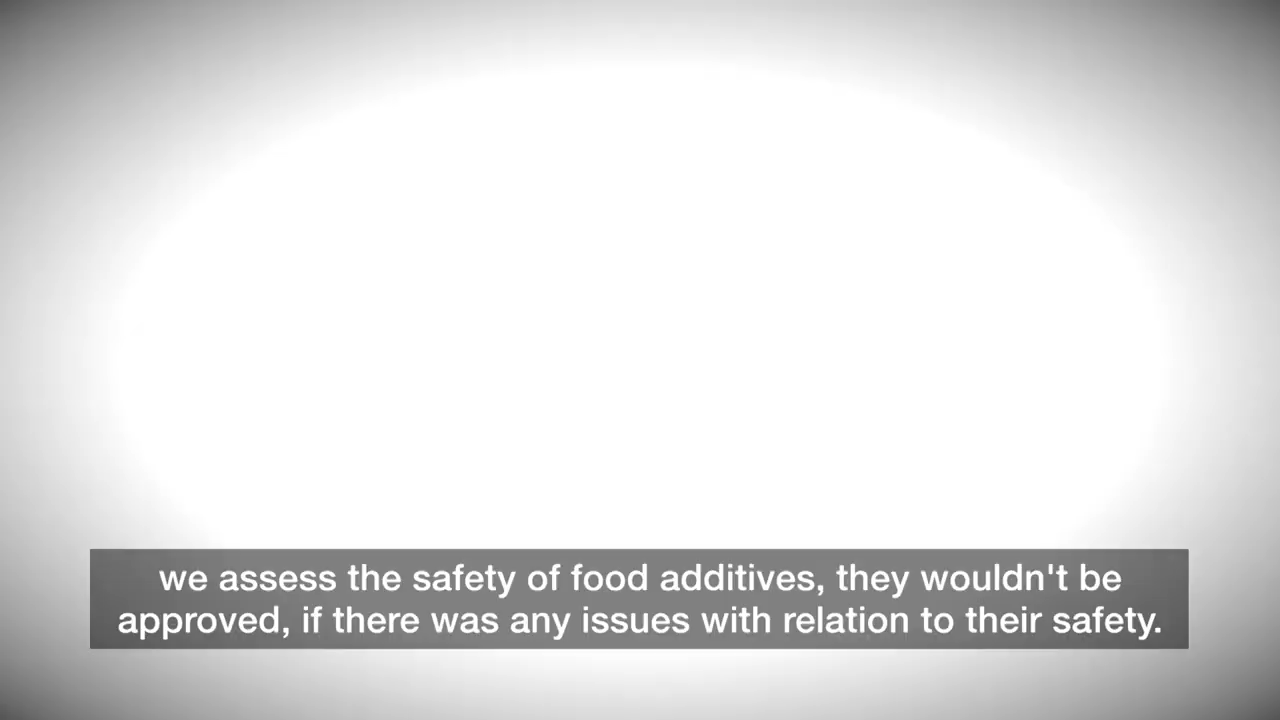 we assess the safety of food additives, they wouldn't be
approved, if there was any issues with relation to their safety.